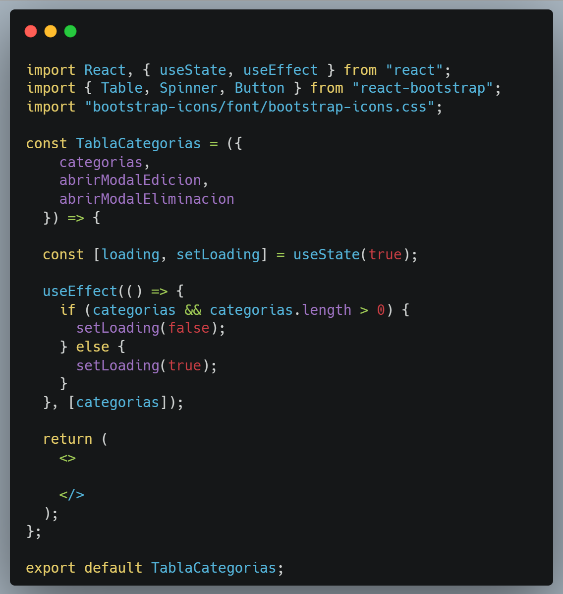 import React, { useState, useEffect } from "react";
import { Table, Spinner, Button } from "react-bootstrap";
import "bootstrap-icons/font/bootstrap-icons.css";

const TablaCategorias = ({
    categorias,
    abrirModalEdicion,
    abrirModalEliminacion
  }) => {

  const [loading, setLoading] = useState(true);

  useEffect(() => {
    if (categorias && categorias.length > 0) {
      setLoading(false);
    } else {
      setLoading(true);
    }
  }, [categorias]);

  return (
    <>

    </>
  );
};

export default TablaCategorias;